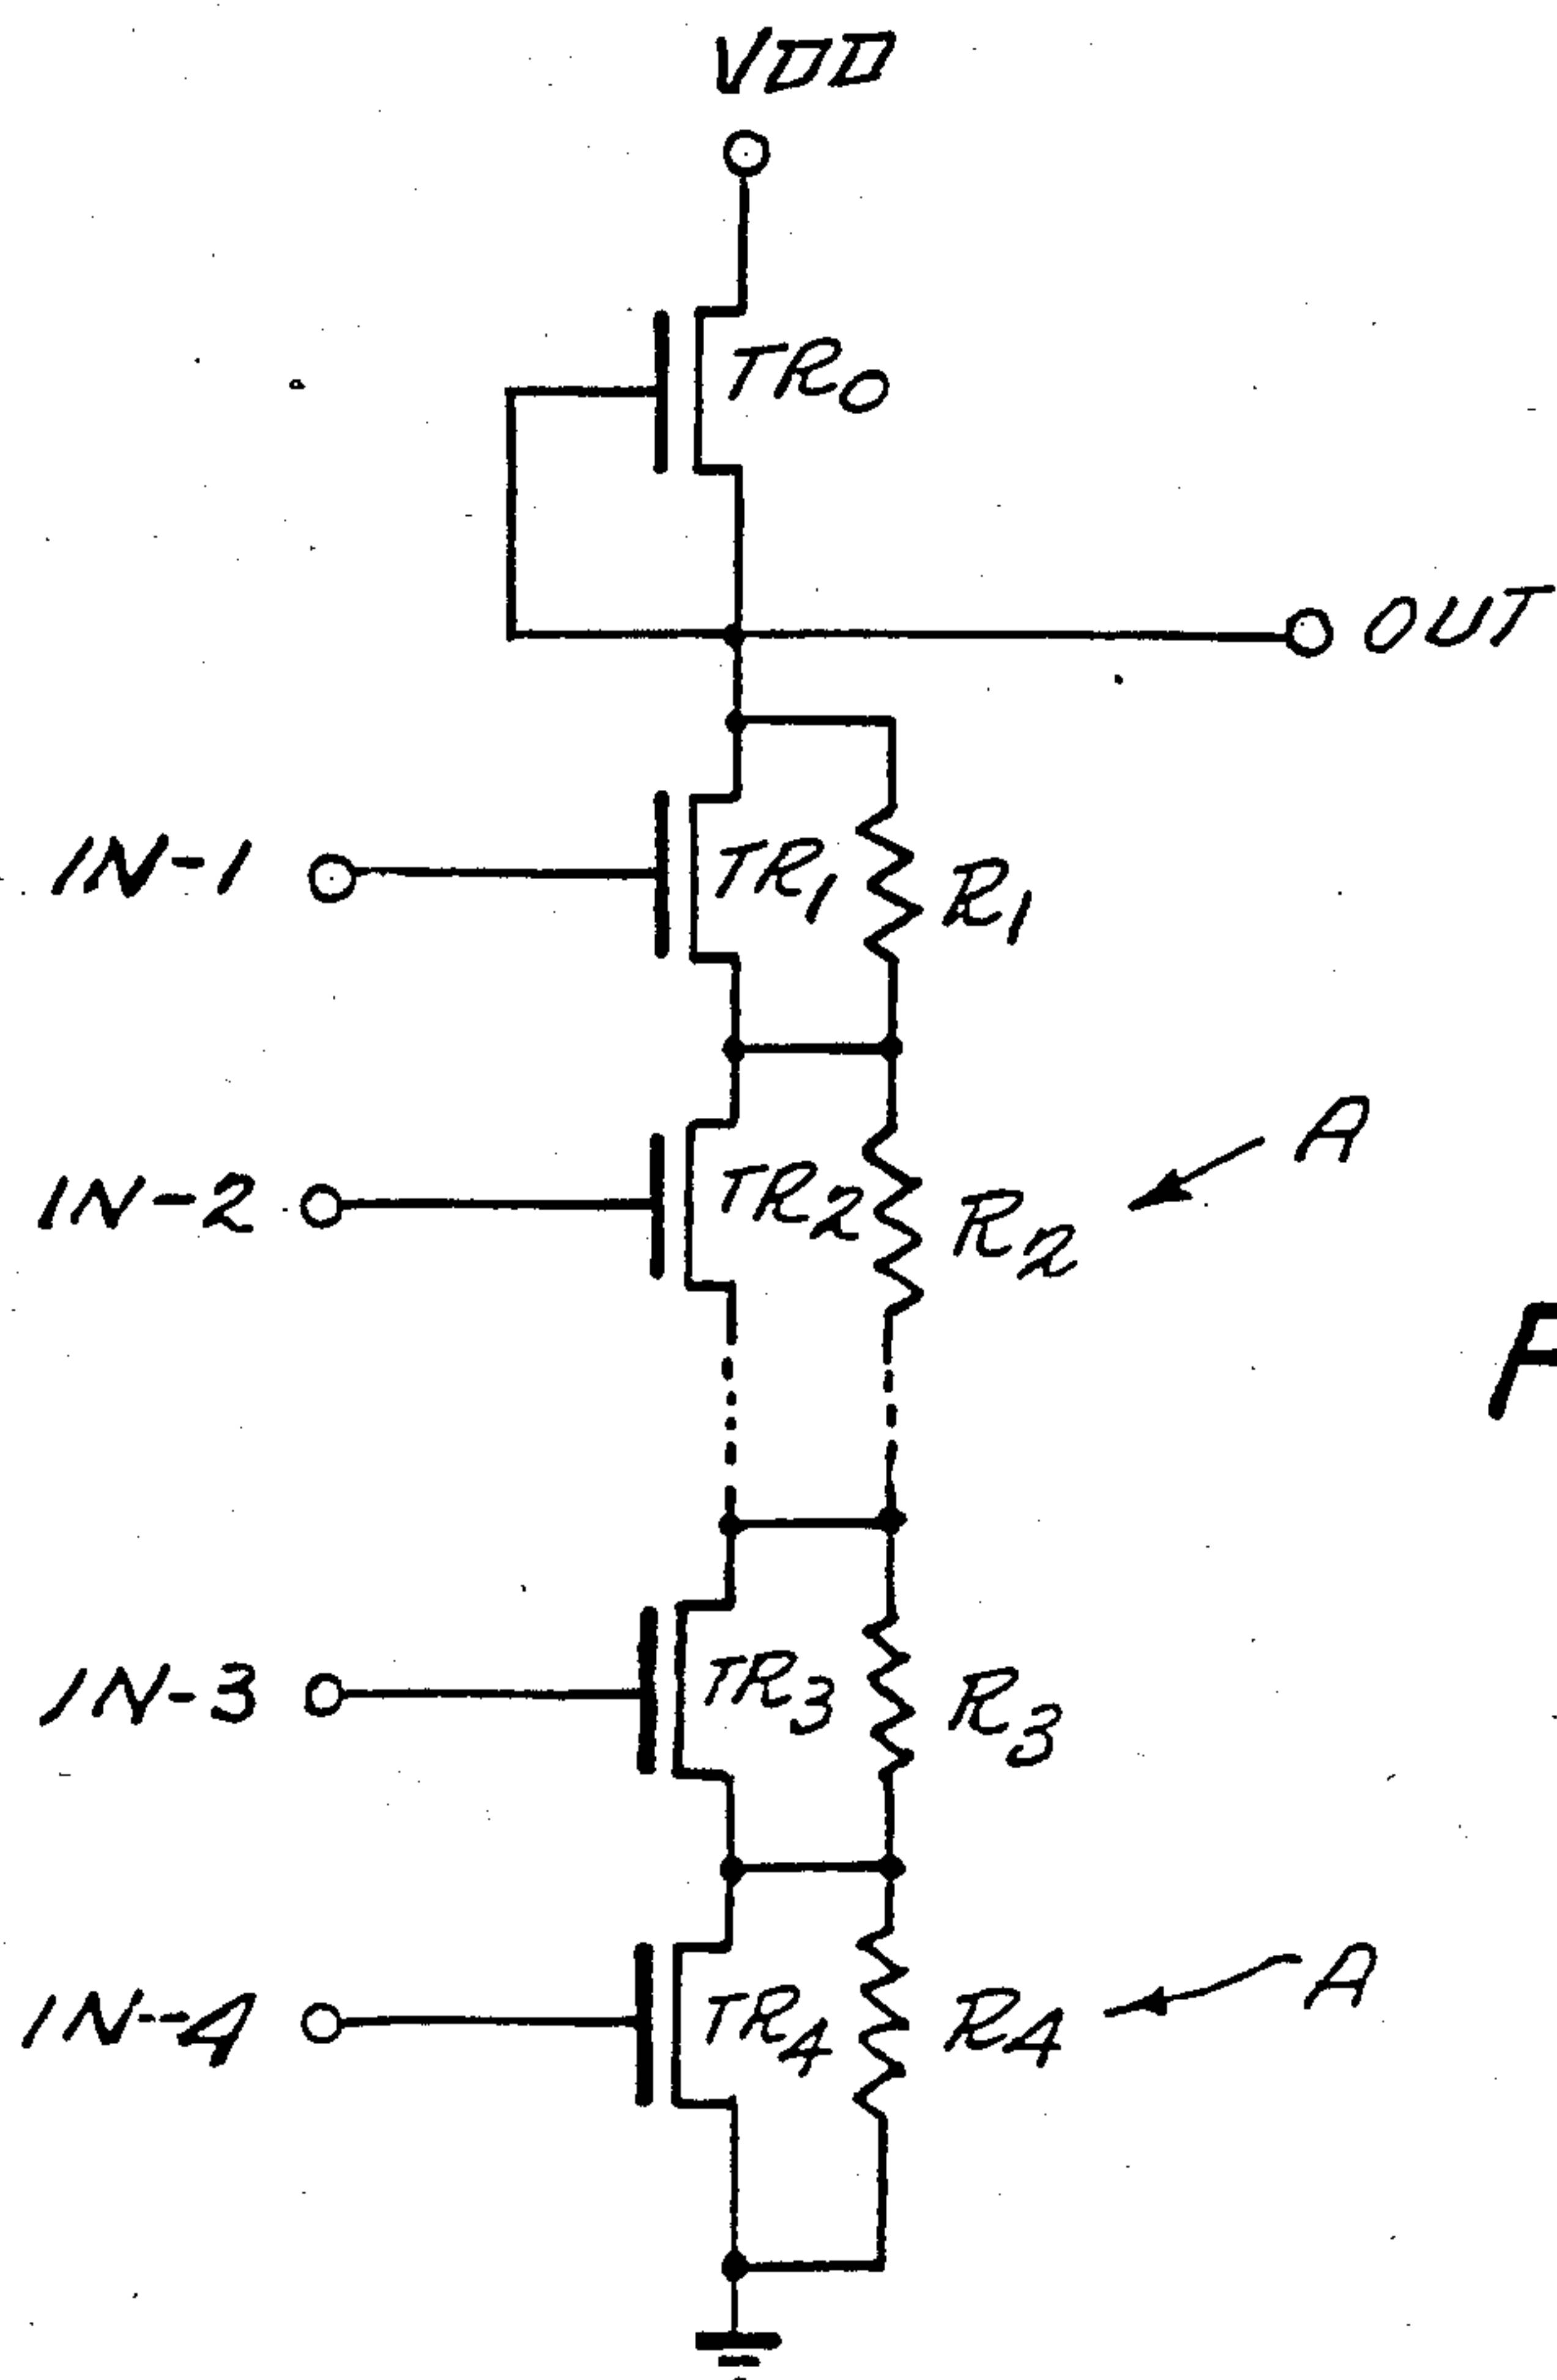 VDD
TR0
OUT
IN-1
TR1
R1
IN-2
TR2
R2
A
F
IN-3
TR3
R3
IN-4
TR4
R4
A